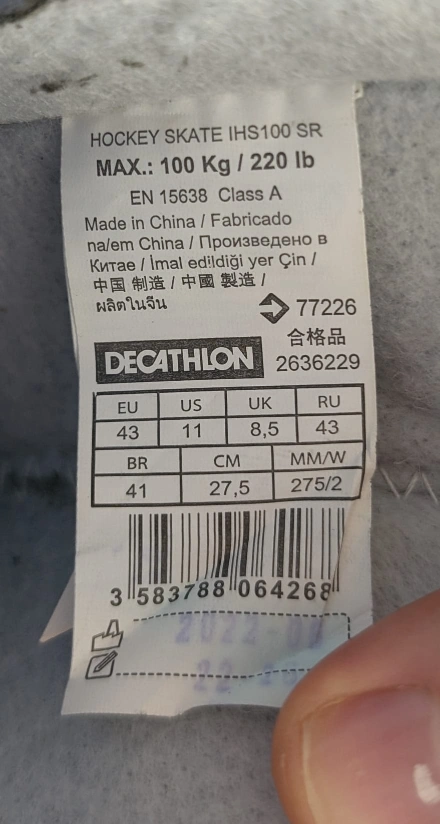 HOCKEY SKATE IHS100 SR
MAX.: 100 Kg / 220 lb
EN 15638 Class A
Made in China / Fabricado
na/em China / Произведено в
Китае / İmal edildiği yer Çin /
中国 制造 / 中國 製造 /
ผลิตในจีน
77226
合格品
DECATHLON 2636229
EU US UK RU
43 11 8,5 43
BR CM MM/W
41 27,5 275/2
3 583788 064268
2022-0
22